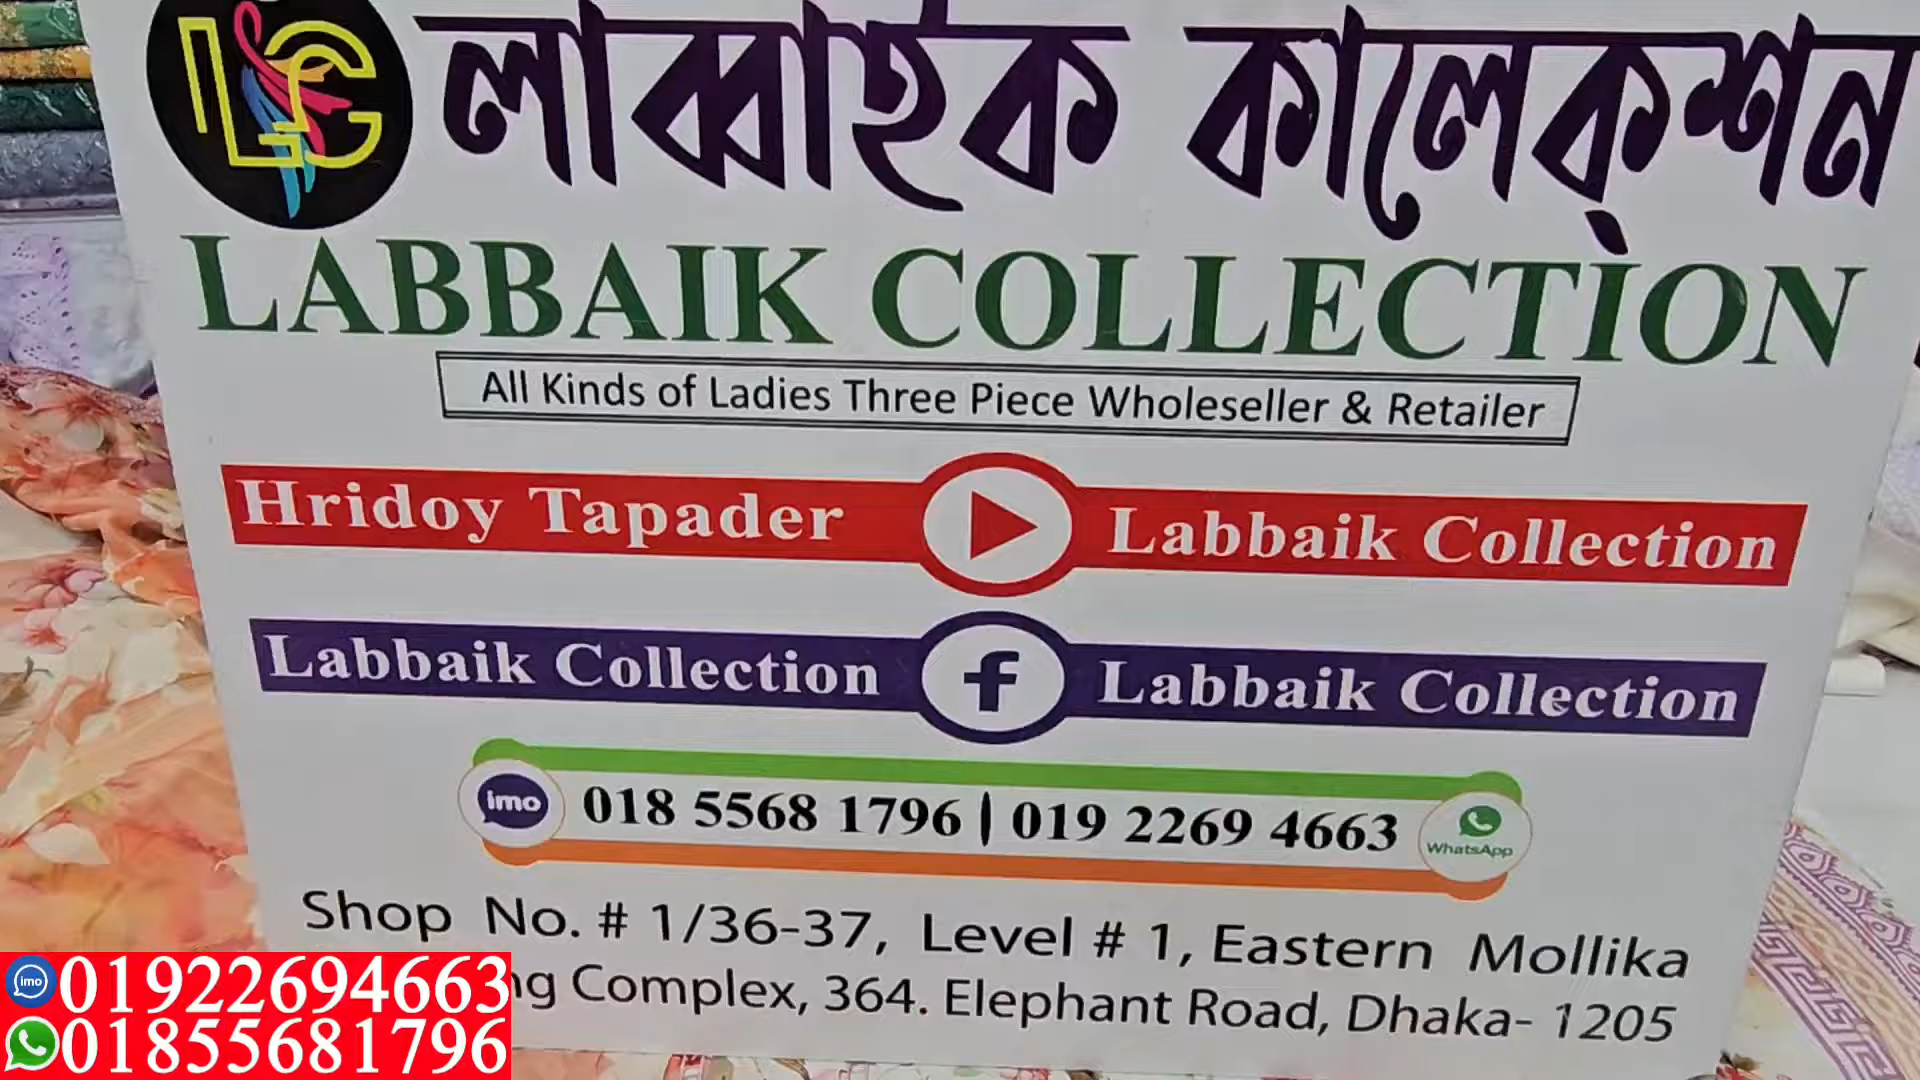 LC লাব্বাইক কালেক্শন
LABBAIK COLLECTION
All Kinds of Ladies Three Piece Wholeseller & Retailer
Hridoy Tapader Labbaik Collection
Labbaik Collection f Labbaik Collection
imo 018 5568 1796 | 019 2269 4663 WhatsApp
Shop No. # 1/36-37, Level # 1, Eastern Mollika
Complex, 364. Elephant Road, Dhaka- 1205
imo 01922694663
01855681796